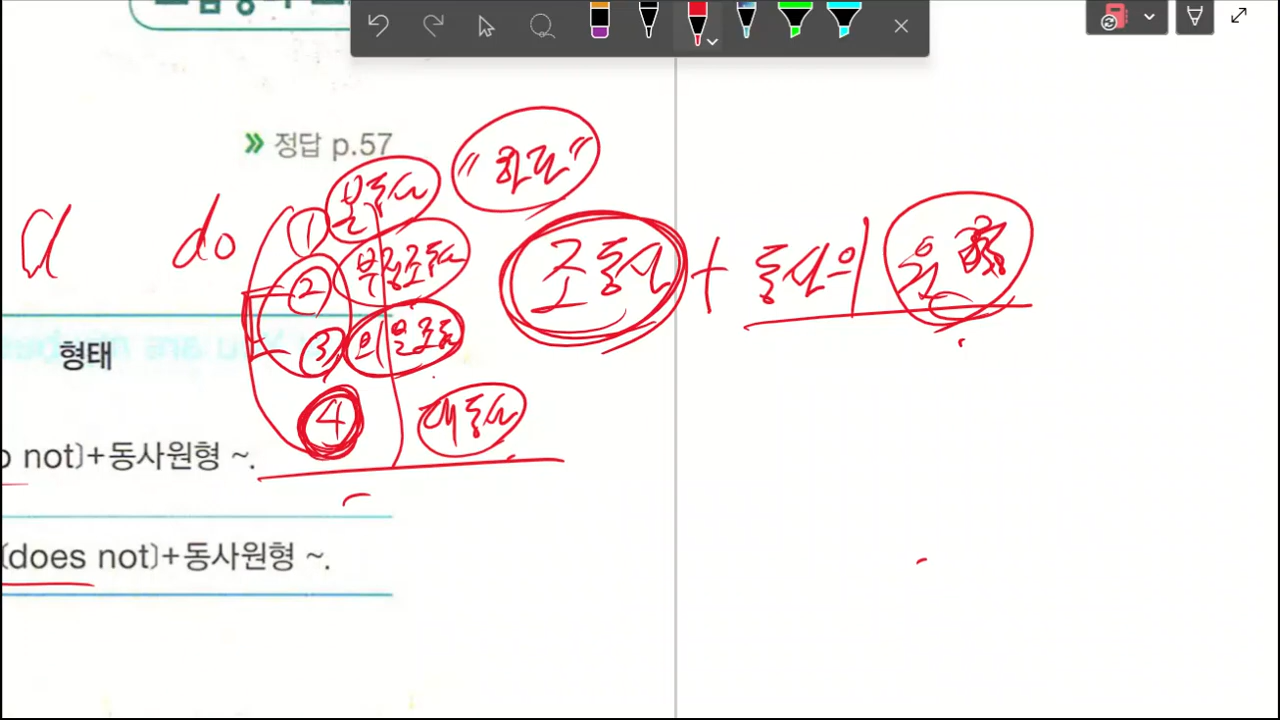 » 정답 p.57
do
① 본동사 "하다"
② 부정조동사
③ 의문조동
④ 대동사
조동사 + 동사의 원형
형태
not)+동사원형 ~.
(does not)+동사원형 ~.